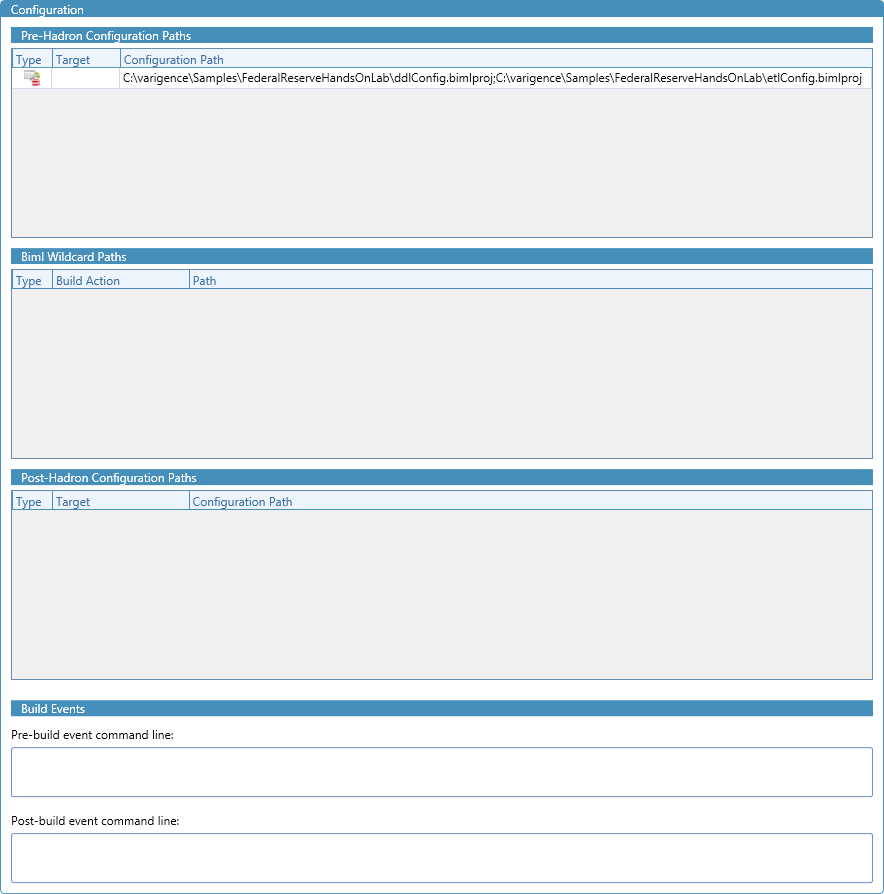 Configuration
Pre-Hadron Configuration Paths
Type Target Configuration Path
C:\varigence\Samples\FederalReserveHandsOnLab\ddlConfig.bimlproj;C:\varigence\Samples\FederalReserveHandsOnLab\etlConfig.bimlproj
Biml Wildcard Paths
Type Build Action Path
Post-Hadron Configuration Paths
Type Target Configuration Path
Build Events
Pre-build event command line:
Post-build event command line: